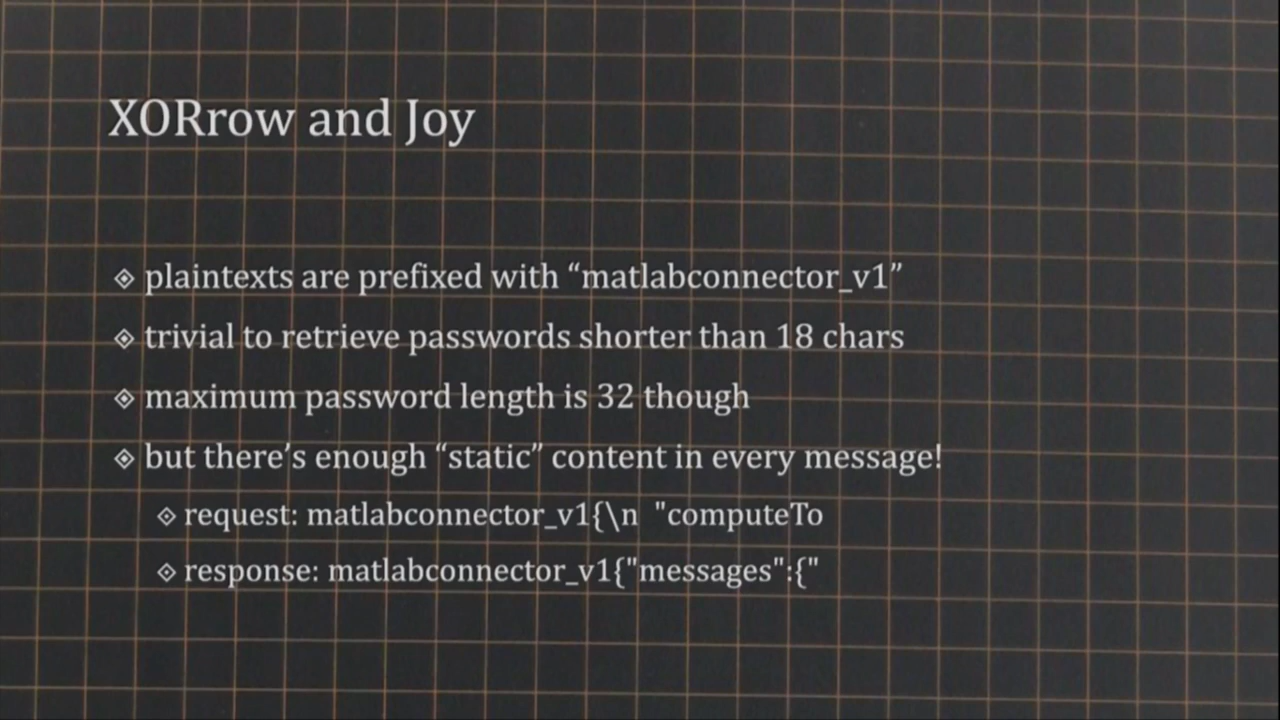 XORrow and Joy
plaintexts are prefixed with “matlabconnector_v1”
trivial to retrieve passwords shorter than 18 chars
maximum password length is 32 though
but there’s enough “static” content in every message!
request: matlabconnector_v1{\n  "computeTo
response: matlabconnector_v1{"messages":{"